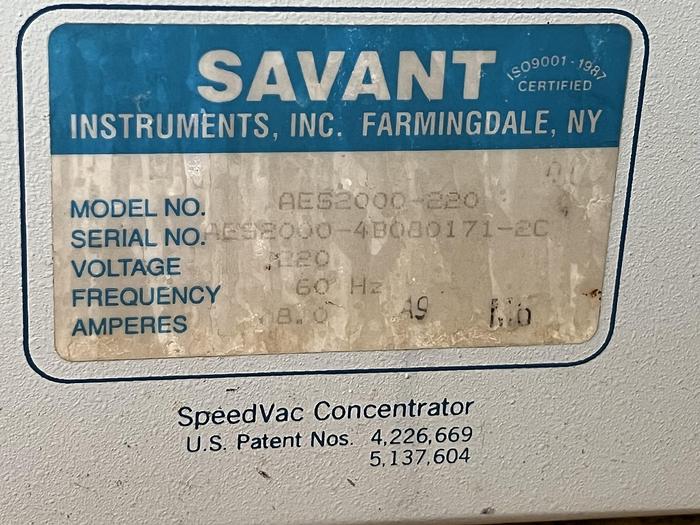 SAVANT
ISO9001-1987
CERTIFIED
INSTRUMENTS, INC. FARMINGDALE, NY
MODEL NO. AES2000-220
SERIAL NO. AES2000-4B080171-2C
VOLTAGE 220
FREQUENCY 60 Hz
AMPERES 8.0 A9
SpeedVac Concentrator
U.S. Patent Nos. 4,226,669
5,137,604